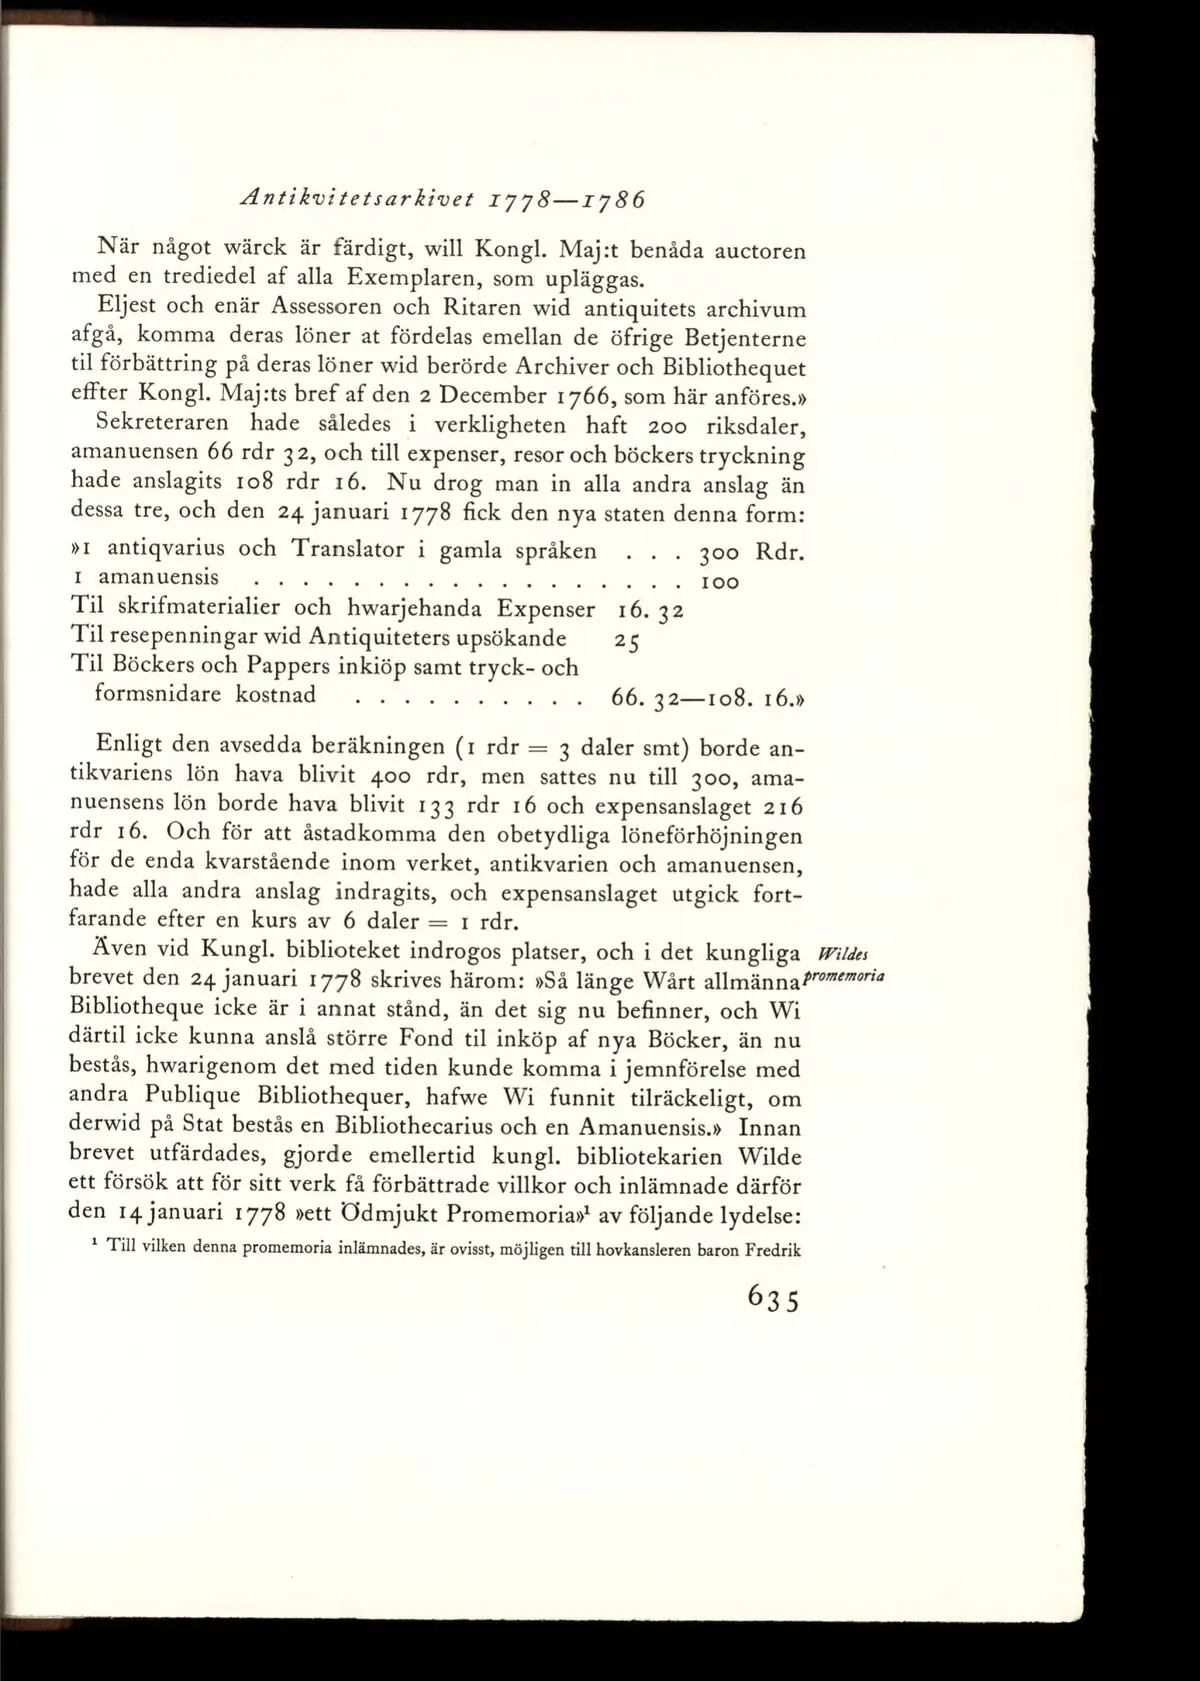 Antikvitetsarkivet 1778—1786
När något wärck är färdigt, will Kongl. Maj:t benåda auctoren
med en trediedel af alla Exemplaren, som upläggas.
Eljest och enär Assessoren och Ritaren wid antiquitets archivum
afgå, komma deras löner at fördelas emellan de öfrige Betjenterne
til förbättring på deras löner wid berörde Archiver och Bibliothequet
effter Kongl. Maj:ts bref af den 2 December 1766, som här anföres.»
Sekreteraren hade således i verkligheten haft 200 riksdaler,
amanuensen 66 rdr 32, och till expenser, resor och böckers tryckning
hade anslagits 108 rdr 16. Nu drog man in alla andra anslag än
dessa tre, och den 24 januari 1778 fick den nya staten denna form:
»1 antiqvarius och Translator i gamla språken . . . 300 Rdr.
1 amanuensis . . . . . . . . . . . . . . . . . . 100
Til skrifmaterialier och hwarjehanda Expenser 16. 32
Til resepenningar wid Antiquiteters upsökande 25
Til Böckers och Pappers inkiöp samt tryck- och
formsnidare kostnad . . . . . . . . . . 66. 32—108. 16.»
Enligt den avsedda beräkningen (1 rdr = 3 daler smt) borde an-
tikvariens lön hava blivit 400 rdr, men sattes nu till 300, ama-
nuensens lön borde hava blivit 133 rdr 16 och expensanslaget 216
rdr 16. Och för att åstadkomma den obetydliga löneförhöjningen
för de enda kvarstående inom verket, antikvarien och amanuensen,
hade alla andra anslag indragits, och expensanslaget utgick fort-
farande efter en kurs av 6 daler = 1 rdr.
Även vid Kungl. biblioteket indrogos platser, och i det kungliga Wildes
brevet den 24 januari 1778 skrives härom: »Så länge Wårt allmänna promemoria
Bibliotheque icke är i annat stånd, än det sig nu befinner, och Wi
därtil icke kunna anslå större Fond til inköp af nya Böcker, än nu
bestås, hwarigenom det med tiden kunde komma i jemnförelse med
andra Publique Bibliothequer, hafwe Wi funnit tilräckeligt, om
derwid på Stat bestås en Bibliothecarius och en Amanuensis.» Innan
brevet utfärdades, gjorde emellertid kungl. bibliotekarien Wilde
ett försök att för sitt verk få förbättrade villkor och inlämnade därför
den 14 januari 1778 »ett Ödmjukt Promemoria»¹ av följande lydelse:
¹ Till vilken denna promemoria inlämnades, är ovisst, möjligen till hovkansleren baron Fredrik
635